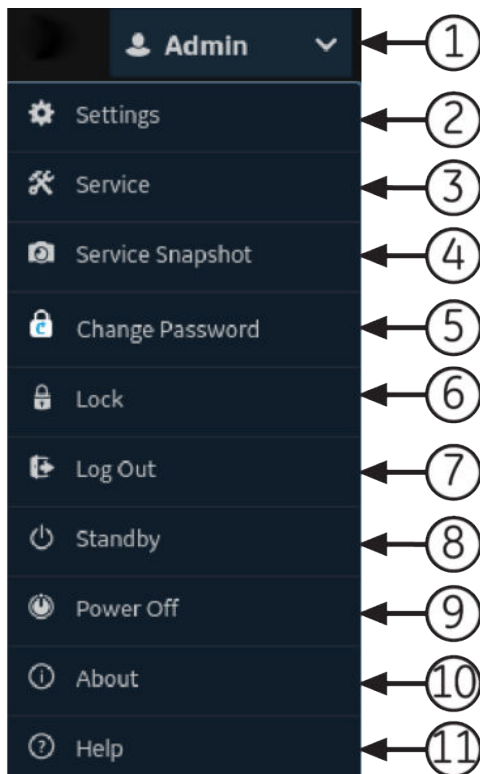 Admin 1
Settings 2
Service 3
Service Snapshot 4
Change Password 5
Lock 6
Log Out 7
Standby 8
Power Off 9
About 10
Help 11